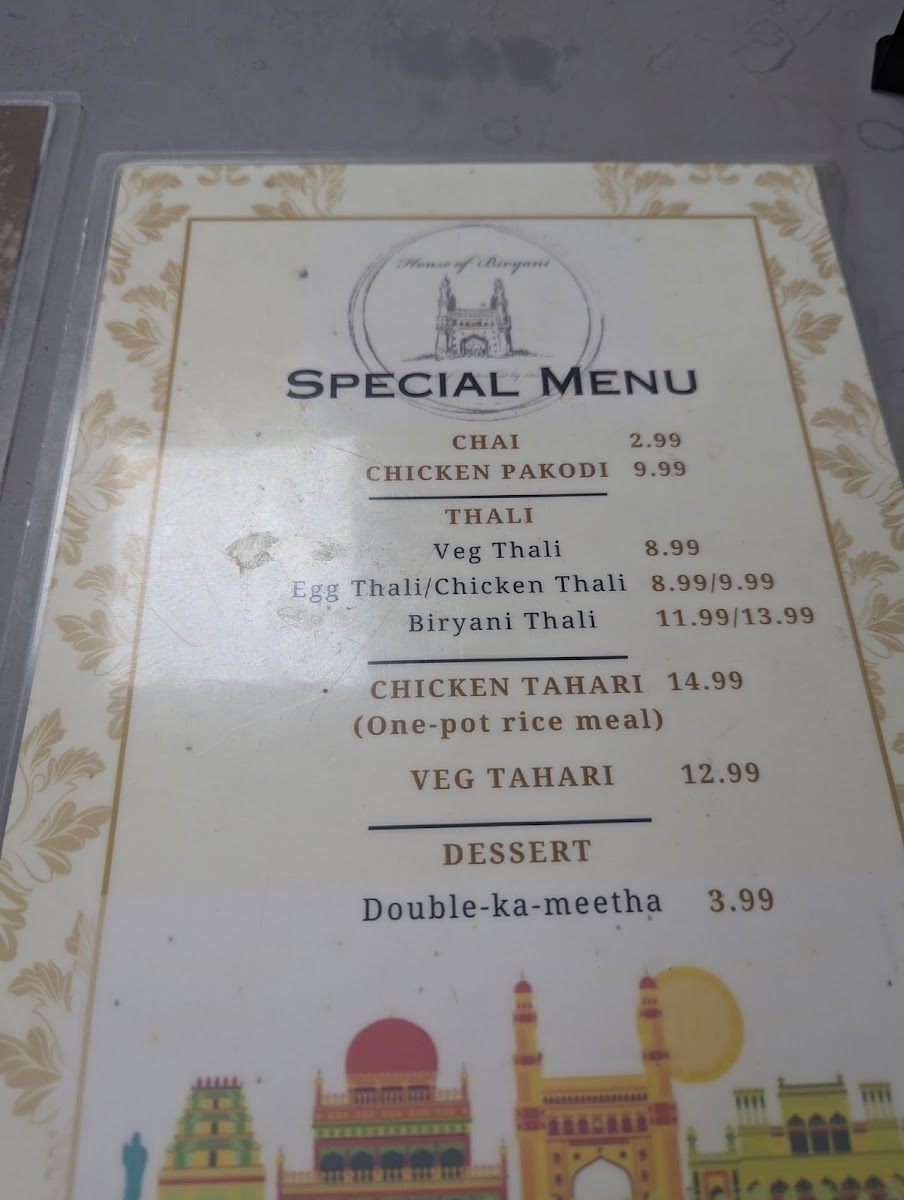 House of Biryani
SPECIAL MENU
CHAI 2.99
CHICKEN PAKODI 9.99
THALI
Veg Thali 8.99
Egg Thali/Chicken Thali 8.99/9.99
Biryani Thali 11.99/13.99
CHICKEN TAHARI 14.99
(One-pot rice meal)
VEG TAHARI 12.99
DESSERT
Double-ka-meetha 3.99